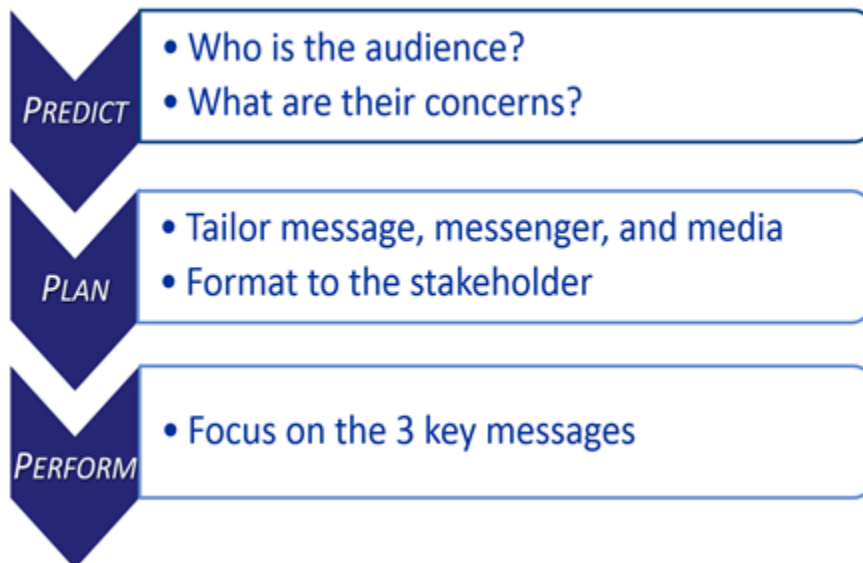 PREDICT
• Who is the audience?
• What are their concerns?
PLAN
• Tailor message, messenger, and media
• Format to the stakeholder
PERFORM
• Focus on the 3 key messages